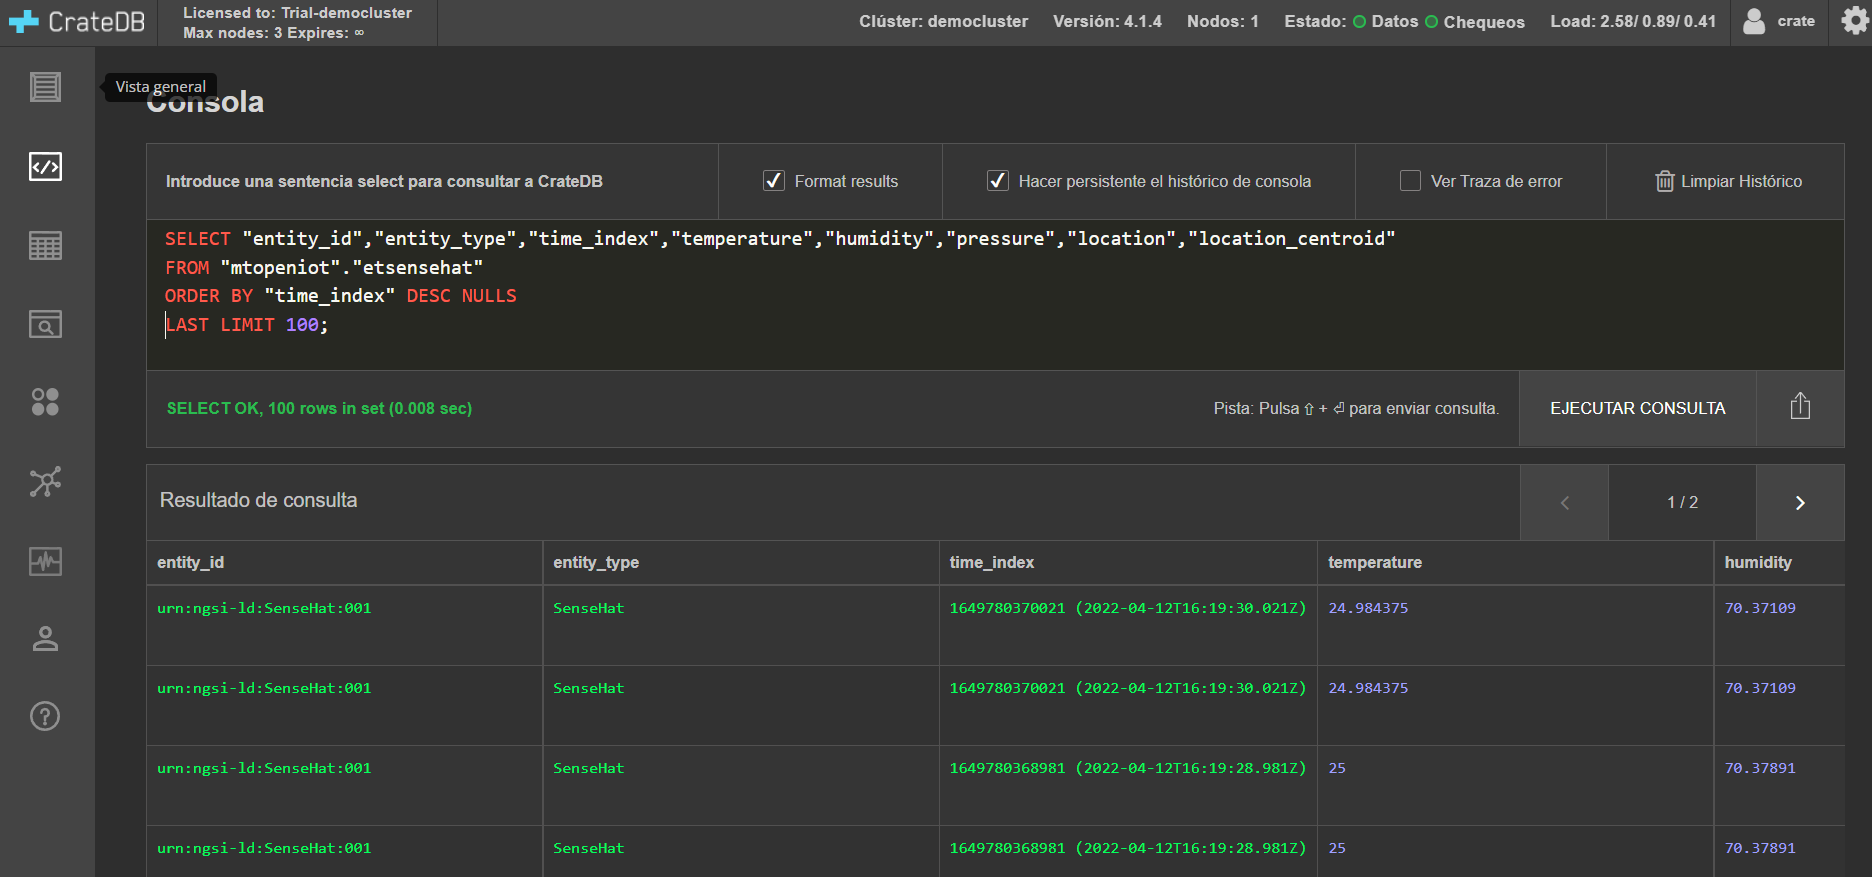 CrateDB
Licensed to: Trial-democluster
Max nodes: 3 Expires: ∞
Clúster: democluster Versión: 4.1.4 Nodos: 1 Estado: Datos Chequeos Load: 2.58/ 0.89/ 0.41 crate
Vista general
Consola
Introduce una sentencia select para consultar a CrateDB Format results Hacer persistente el histórico de consola Ver Traza de error Limpiar Histórico
SELECT "entity_id","entity_type","time_index","temperature","humidity","pressure","location","location_centroid"
FROM "mtopeniot"."etsensehat"
ORDER BY "time_index" DESC NULLS
LAST LIMIT 100;
SELECT OK, 100 rows in set (0.008 sec) Pista: Pulsa ⇧ + ⏎ para enviar consulta. EJECUTAR CONSULTA
Resultado de consulta 1 / 2
entity_id entity_type time_index temperature humidity
urn:ngsi-ld:SenseHat:001 SenseHat 1649780370021 (2022-04-12T16:19:30.021Z) 24.984375 70.37109
urn:ngsi-ld:SenseHat:001 SenseHat 1649780370021 (2022-04-12T16:19:30.021Z) 24.984375 70.37109
urn:ngsi-ld:SenseHat:001 SenseHat 1649780368981 (2022-04-12T16:19:28.981Z) 25 70.37891
urn:ngsi-ld:SenseHat:001 SenseHat 1649780368981 (2022-04-12T16:19:28.981Z) 25 70.37891